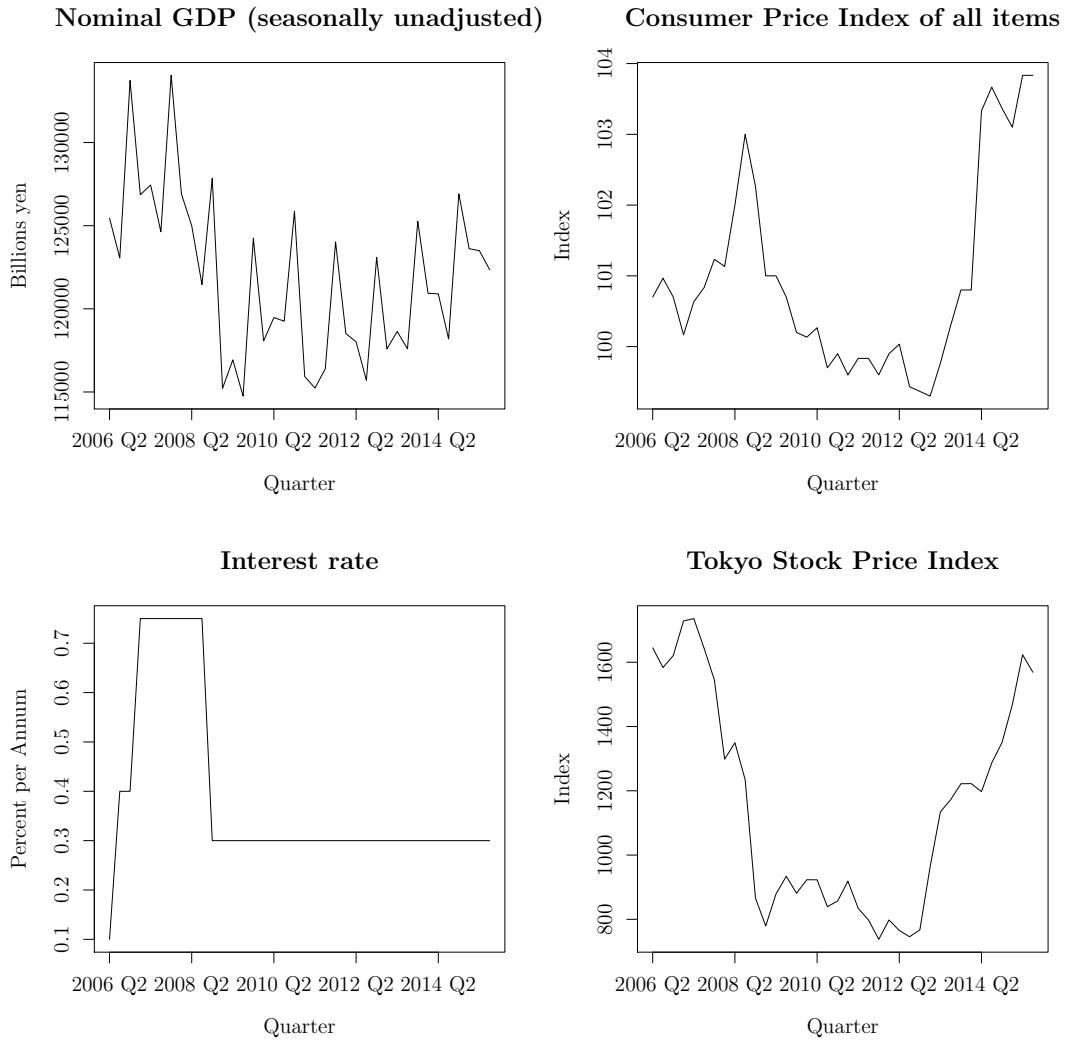 Nominal GDP (seasonally unadjusted)
Billions yen
130000
125000
120000
115000
2006 Q2 2008 Q2 2010 Q2 2012 Q2 2014 Q2
Quarter
Consumer Price Index of all items
Index
104
103
102
101
100
2006 Q2 2008 Q2 2010 Q2 2012 Q2 2014 Q2
Quarter
Interest rate
Percent per Annum
0.7
0.6
0.5
0.4
0.3
0.2
0.1
2006 Q2 2008 Q2 2010 Q2 2012 Q2 2014 Q2
Quarter
Tokyo Stock Price Index
Index
1600
1400
1200
1000
800
2006 Q2 2008 Q2 2010 Q2 2012 Q2 2014 Q2
Quarter